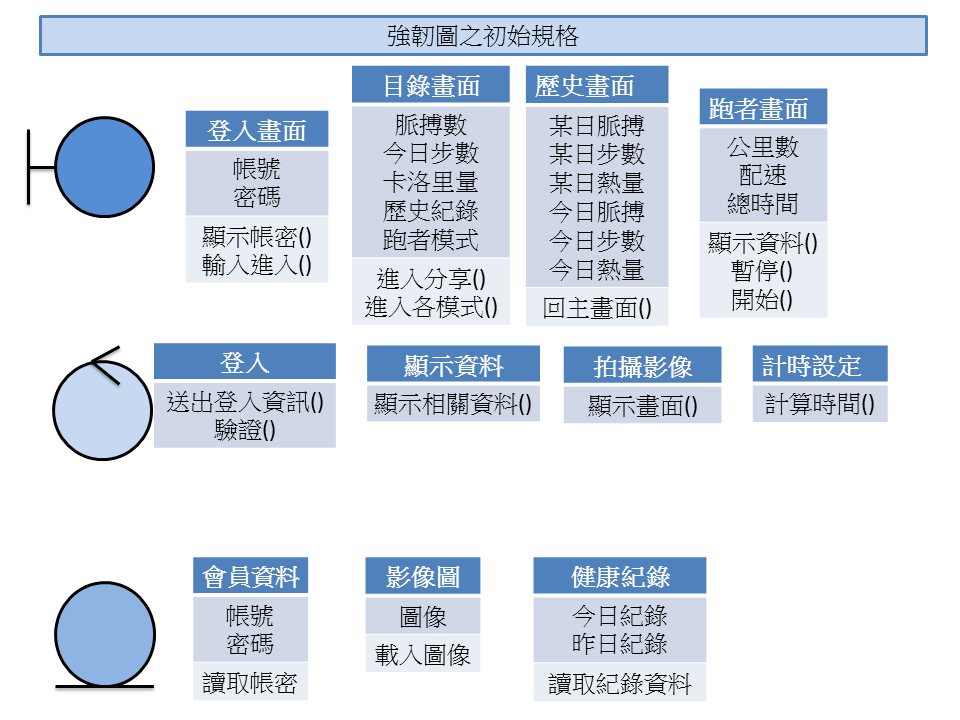 強韌圖之初始規格
登入畫面
帳號
密碼
顯示帳密()
輸入進入()
目錄畫面
脈搏數
今日步數
卡洛里量
歷史紀錄
跑者模式
進入分享()
進入各模式()
歷史畫面
某日脈搏
某日步數
某日熱量
今日脈搏
今日步數
今日熱量
回主畫面()
跑者畫面
公里數
配速
總時間
顯示資料()
暫停()
開始()
登入
送出登入資訊()
驗證()
顯示資料
顯示相關資料()
拍攝影像
顯示畫面()
計時設定
計算時間()
會員資料
帳號
密碼
讀取帳密
影像圖
圖像
載入圖像
健康紀錄
今日紀錄
昨日紀錄
讀取紀錄資料